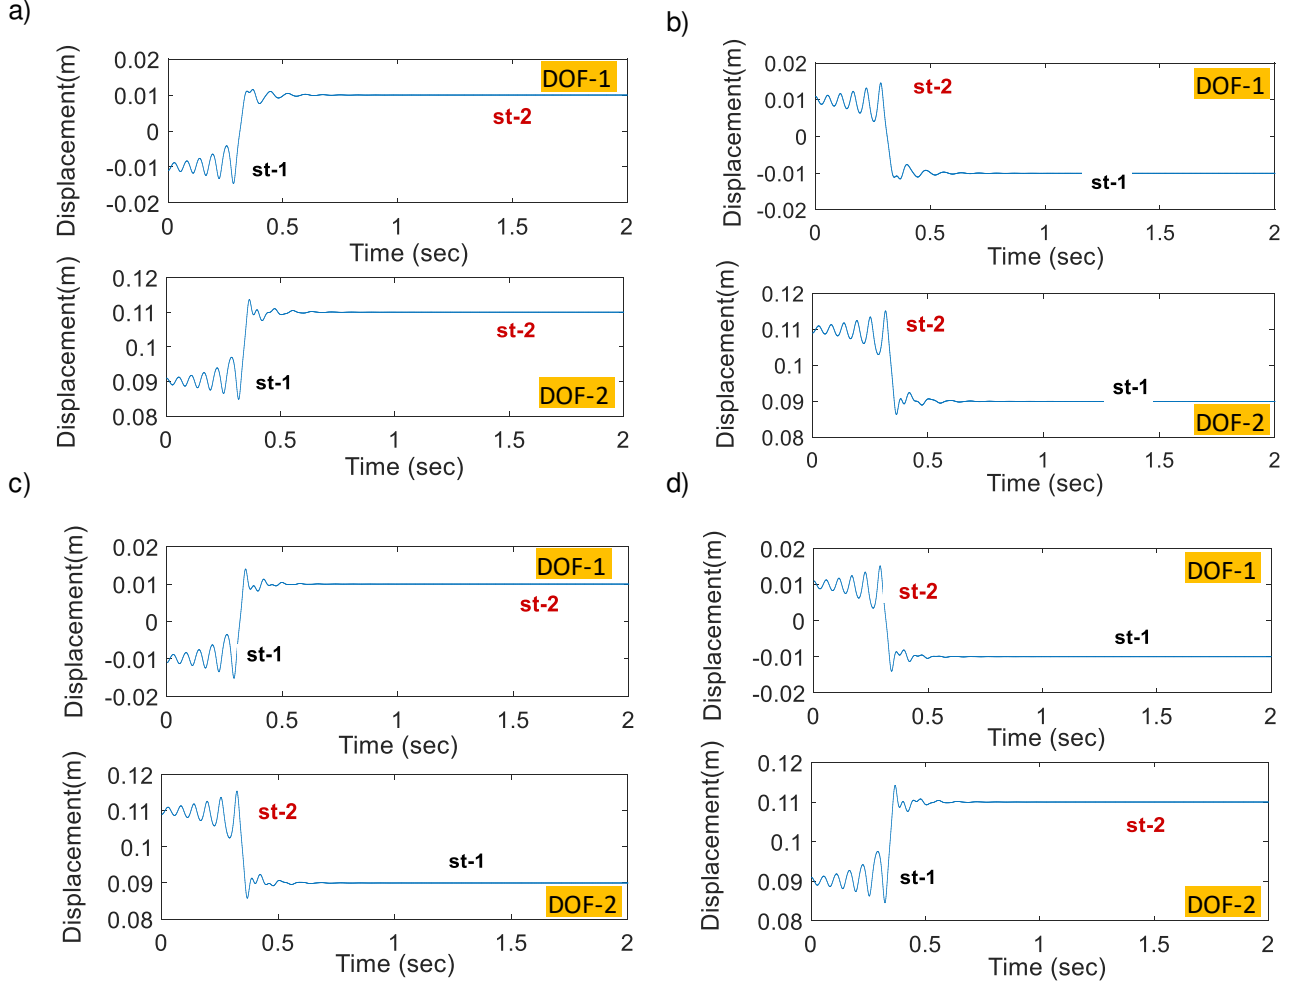 a)
Displacement(m)
0.02
0.01
0
-0.01
-0.02
DOF-1
st-2
st-1
0 0.5 1 1.5 2
Time (sec)
Displacement(m)
0.12
0.11
0.1
0.09
0.08
st-2
st-1
DOF-2
0 0.5 1 1.5 2
Time (sec)
b)
Displacement(m)
0.02
0.01
0
-0.01
-0.02
st-2
DOF-1
st-1
0 0.5 1 1.5 2
Time (sec)
Displacement(m)
0.12
0.11
0.1
0.09
0.08
st-2
st-1
DOF-2
0 0.5 1 1.5 2
Time (sec)
c)
Displacement(m)
0.02
0.01
0
-0.01
-0.02
DOF-1
st-2
st-1
0 0.5 1 1.5 2
Time (sec)
Displacement(m)
0.12
0.11
0.1
0.09
0.08
st-2
st-1
DOF-2
0 0.5 1 1.5 2
Time (sec)
d)
Displacement(m)
0.02
0.01
0
-0.01
-0.02
DOF-1
st-2
st-1
0 0.5 1 1.5 2
Time (sec)
Displacement(m)
0.12
0.11
0.1
0.09
0.08
st-2
st-1
DOF-2
0 0.5 1 1.5 2
Time (sec)